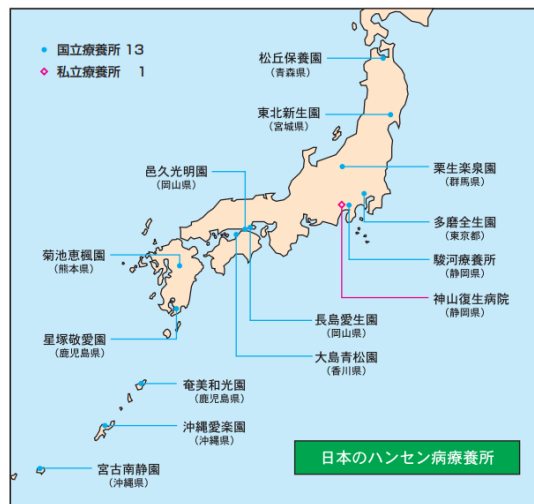 国立療養所 13
私立療養所 1
松丘保養園
（青森県）
東北新生園
（宮城県）
邑久光明園
（岡山県）
栗生楽泉園
（群馬県）
多磨全生園
（東京都）
菊池恵楓園
（熊本県）
駿河療養所
（静岡県）
神山復生病院
（静岡県）
長島愛生園
（岡山県）
星塚敬愛園
（鹿児島県）
大島青松園
（香川県）
奄美和光園
（鹿児島県）
沖縄愛楽園
（沖縄県）
宮古南静園
（沖縄県）
日本のハンセン病療養所